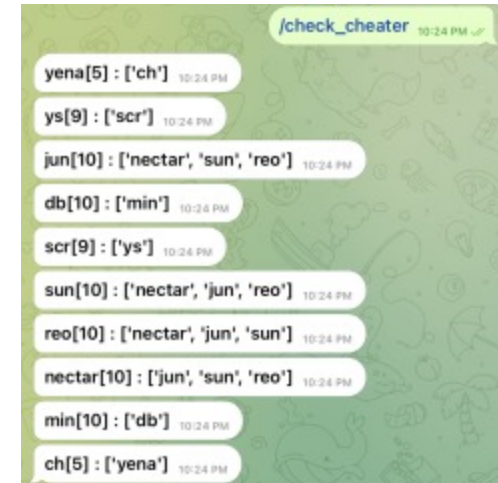 /check_cheater 10:24 PM
yena[5] : ['ch'] 10:24 PM
ys[9] : ['scr'] 10:24 PM
jun[10] : ['nectar', 'sun', 'reo'] 10:24 PM
db[10] : ['min'] 10:24 PM
scr[9] : ['ys'] 10:24 PM
sun[10] : ['nectar', 'jun', 'reo'] 10:24 PM
reo[10] : ['nectar', 'jun', 'sun'] 10:24 PM
nectar[10] : ['jun', 'sun', 'reo'] 10:24 PM
min[10] : ['db'] 10:24 PM
ch[5] : ['yena'] 10:24 PM